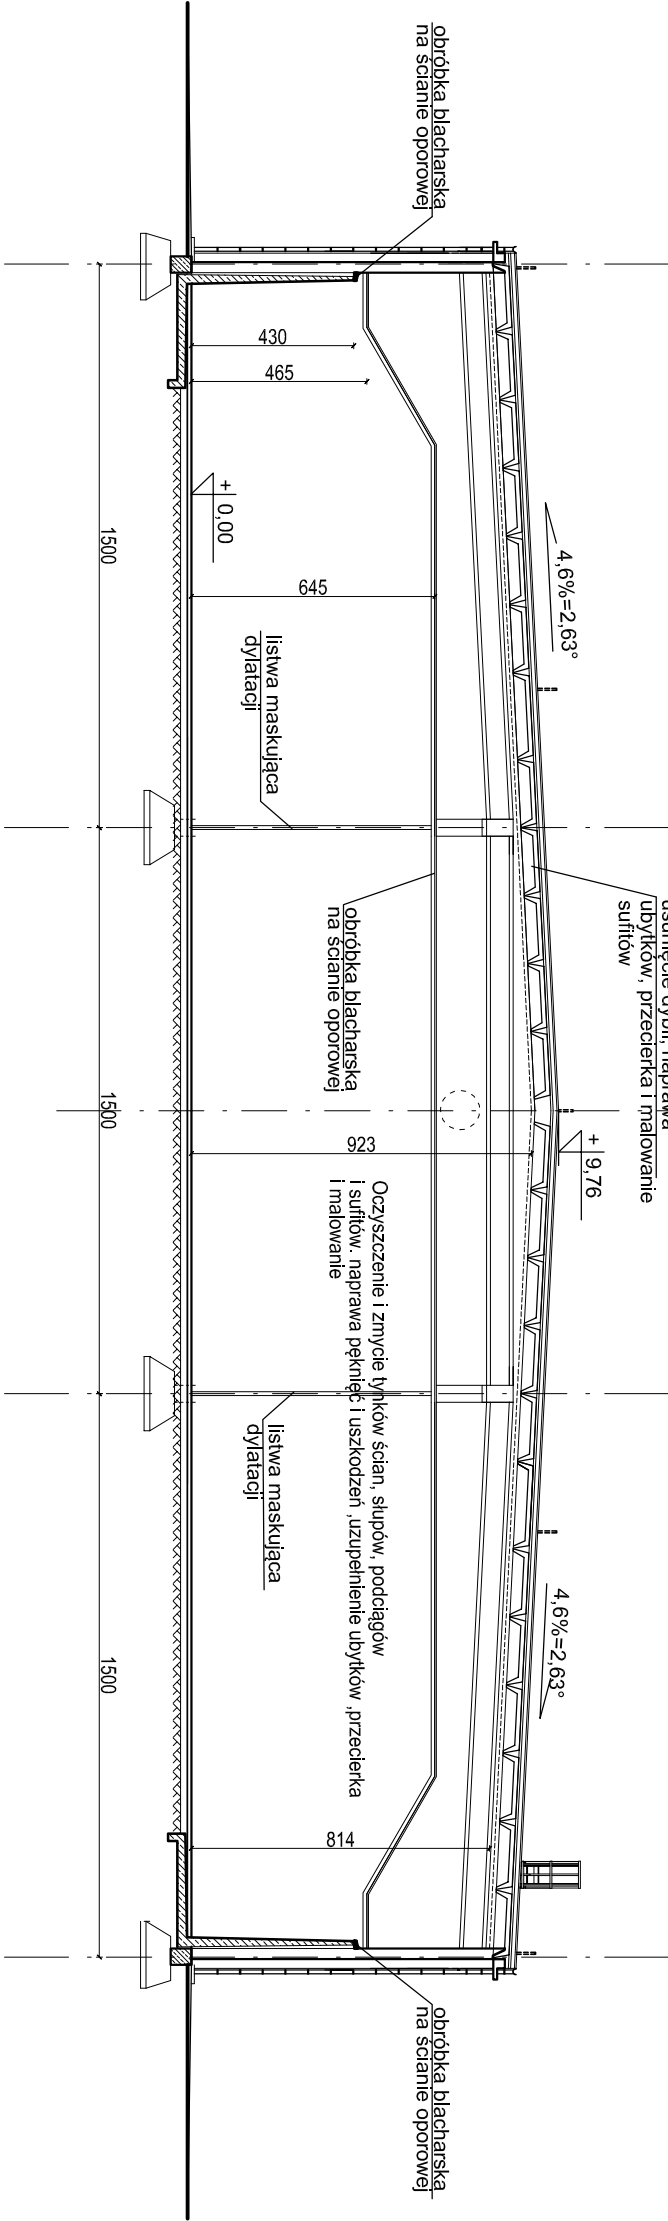 obróbka blacharska
na ścianie oporowej
430
465
+ 0,00
1500
645
4,6%=2,63°
listwa maskująca
dylatacji
ubytków, przecierka i malowanie
sufitów
obróbka blacharska
na ścianie oporowej
1500
923
+ 9,76
Oczyszczenie i zmycie tynków ścian, słupów, podciągów
i sufitów. naprawa pęknięć i uszkodzeń ,uzupełnienie ubytków ,przecierka
i malowanie
listwa maskująca
dylatacji
1500
4,6%=2,63°
814
obróbka blacharska
na ścianie oporowej